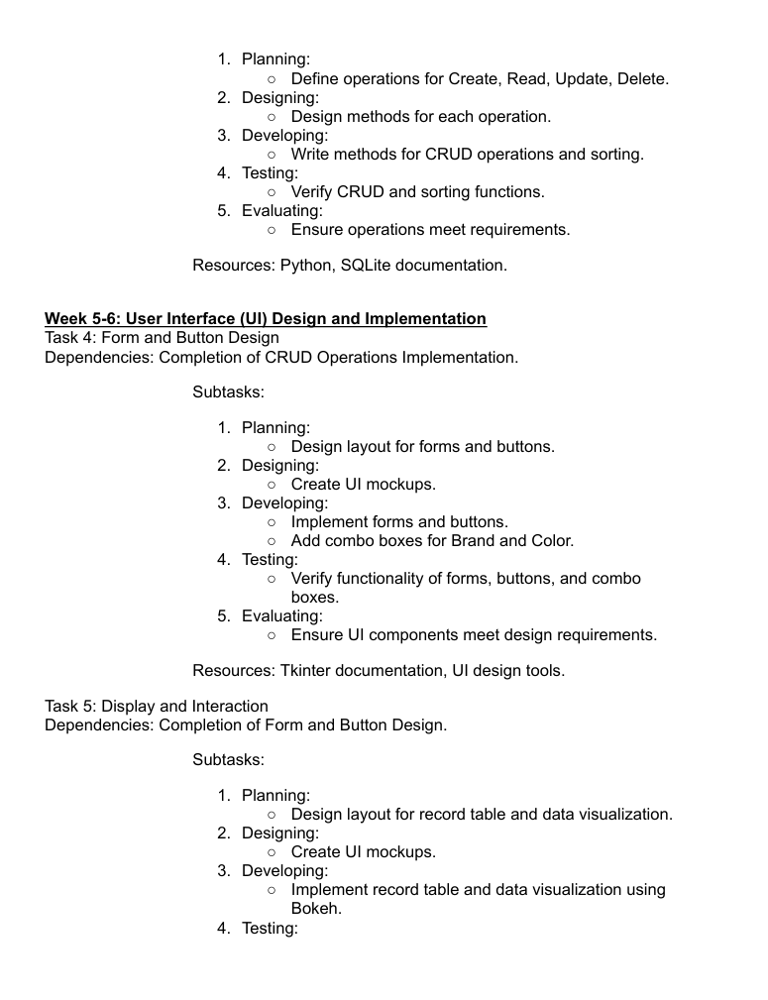 1. Planning:
○ Define operations for Create, Read, Update, Delete.
2. Designing:
○ Design methods for each operation.
3. Developing:
○ Write methods for CRUD operations and sorting.
4. Testing:
○ Verify CRUD and sorting functions.
5. Evaluating:
○ Ensure operations meet requirements.
Resources: Python, SQLite documentation.
Week 5-6: User Interface (UI) Design and Implementation
Task 4: Form and Button Design
Dependencies: Completion of CRUD Operations Implementation.
Subtasks:
1. Planning:
○ Design layout for forms and buttons.
2. Designing:
○ Create UI mockups.
3. Developing:
○ Implement forms and buttons.
○ Add combo boxes for Brand and Color.
4. Testing:
○ Verify functionality of forms, buttons, and combo
boxes.
5. Evaluating:
○ Ensure UI components meet design requirements.
Resources: Tkinter documentation, UI design tools.
Task 5: Display and Interaction
Dependencies: Completion of Form and Button Design.
Subtasks:
1. Planning:
○ Design layout for record table and data visualization.
2. Designing:
○ Create UI mockups.
3. Developing:
○ Implement record table and data visualization using
Bokeh.
4. Testing: